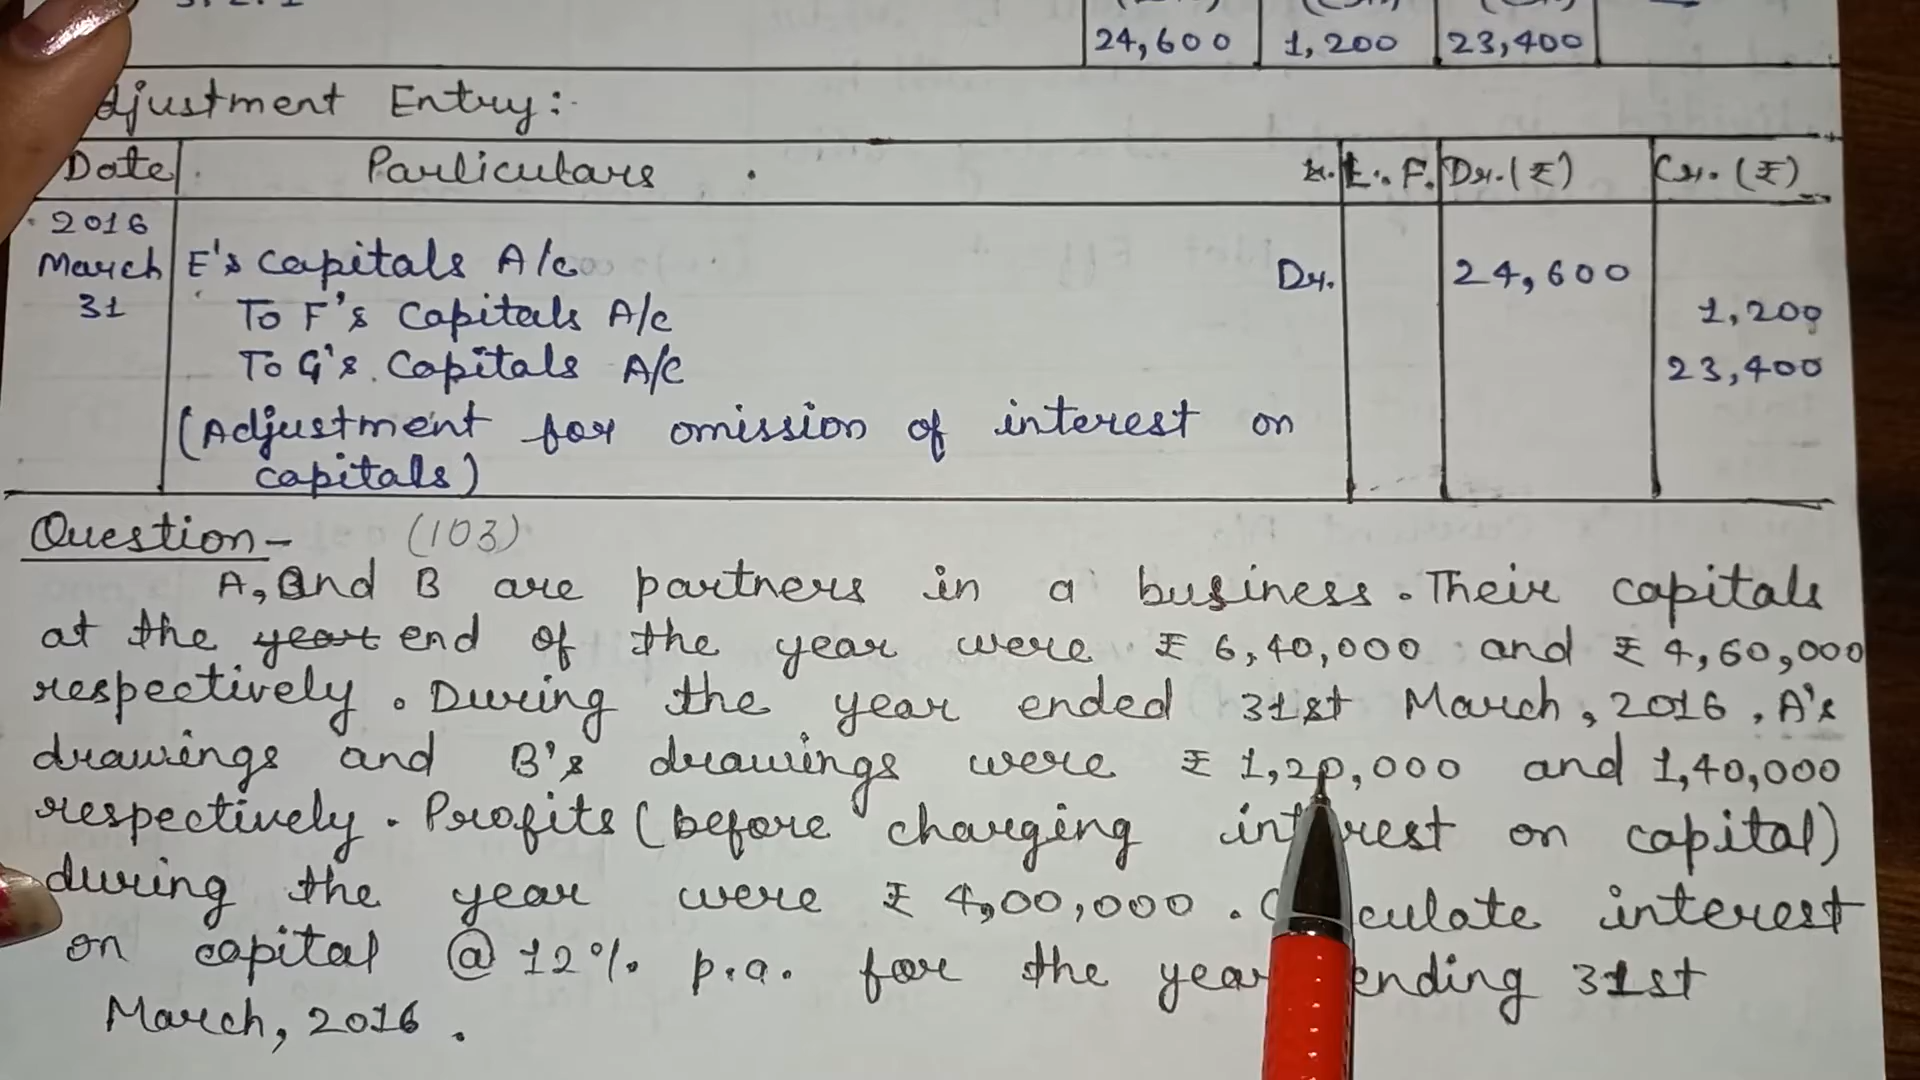 24,600 1,200 23,400
djustment Entry:-
Date Particulars L. F. Dr. (₹) Cr. (₹)
2016
March E's Capitals A/c Dr. 24,600
31 To F's Capitals A/c 1,200
To G's Capitals A/c 23,400
(Adjustment for omission of interest on
capitals)
Question- (103)
A, and B are partners in a business. Their capitals
at the end of the year were ₹ 6,40,000 and ₹ 4,60,000
respectively. During the year ended 31st March, 2016, A's
drawings and B's drawings were ₹ 1,20,000 and 1,40,000
respectively. Profits (before charging interest on capital)
during the year were ₹ 4,00,000. C culate interest
on capital @ 12% p.a. for the year ending 31st
March, 2016.